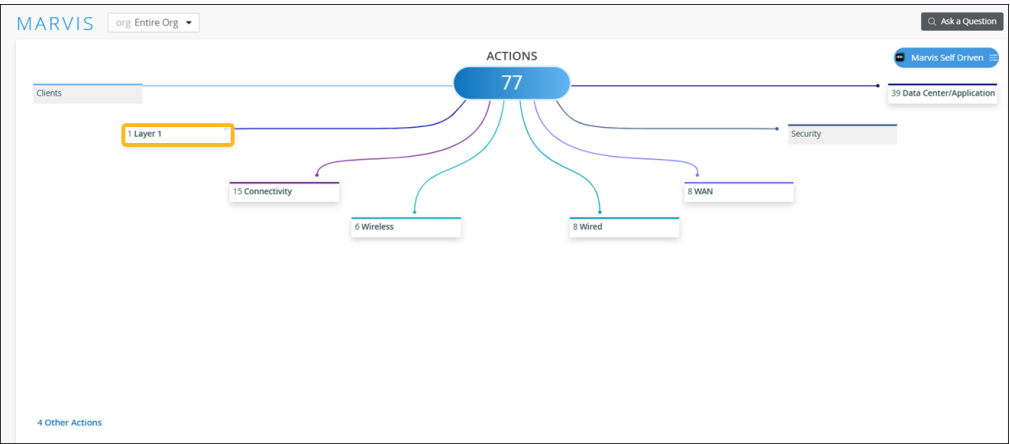 MARVIS
org Entire Org
Ask a Question
ACTIONS
77
Marvis Self Driven
Clients
39 Data Center/Application
1 Layer 1
Security
15 Connectivity
8 WAN
6 Wireless
8 Wired
4 Other Actions